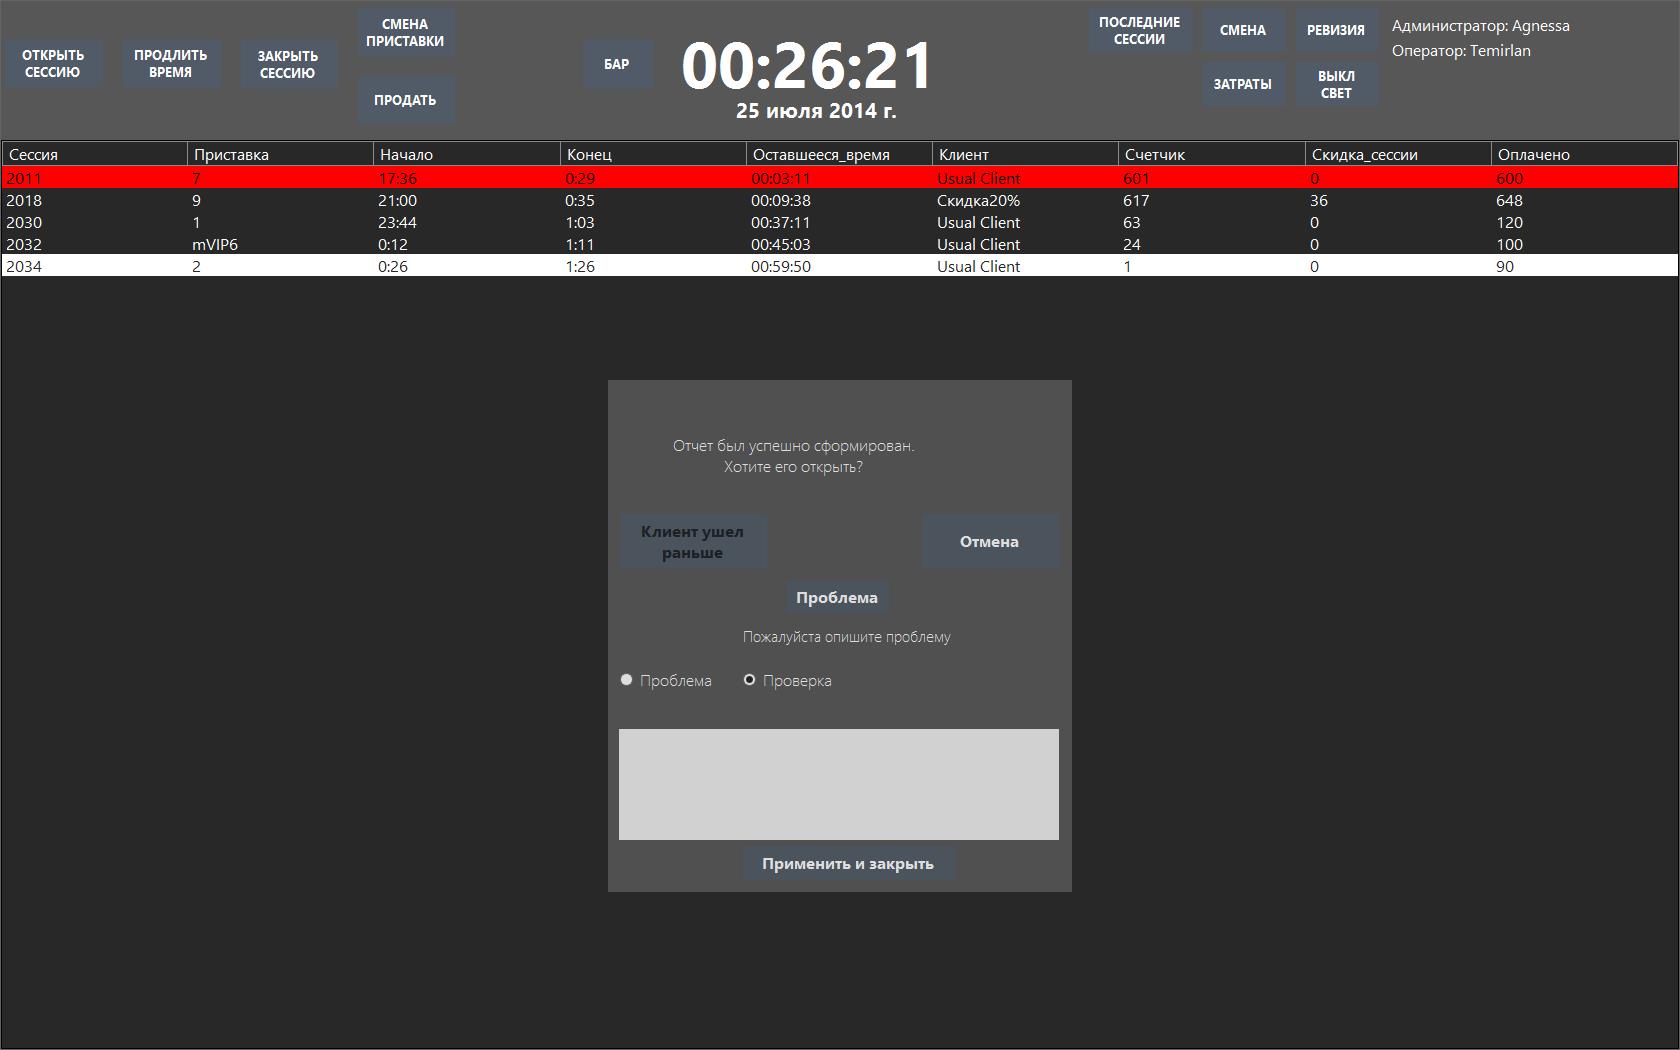 ОТКРЫТЬ
СЕССИЮ
ПРОДЛИТЬ
ВРЕМЯ
ЗАКРЫТЬ
СЕССИЮ
СМЕНА
ПРИСТАВКИ
ПРОДАТЬ
БАР
00:26:21
25 июля 2014 г.
ПОСЛЕДНИЕ
СЕССИИ
СМЕНА
РЕВИЗИЯ
ЗАТРАТЫ
ВЫКЛ
СВЕТ
Администратор: Agnessa
Оператор: Temirlan
Сессия Приставка Начало Конец Оставшееся_время Клиент Счетчик Скидка_сессии Оплачено
2011 7 17:36 0:29 00:03:11 Usual Client 601 0 600
2018 9 21:00 0:35 00:09:38 Скидка20% 617 36 648
2030 1 23:44 1:03 00:37:11 Usual Client 63 0 120
2032 mVIP6 0:12 1:11 00:45:03 Usual Client 24 0 100
2034 2 0:26 1:26 00:59:50 Usual Client 1 0 90
Отчет был успешно сформирован.
Хотите его открыть?
Клиент ушел
раньше
Отмена
Проблема
Пожалуйста опишите проблему
Проблема Проверка
Применить и закрыть